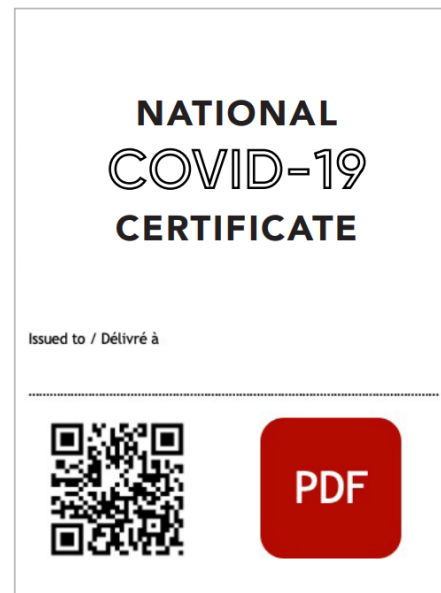 NATIONAL
COVID-19
CERTIFICATE
Issued to / Délivré à
PDF